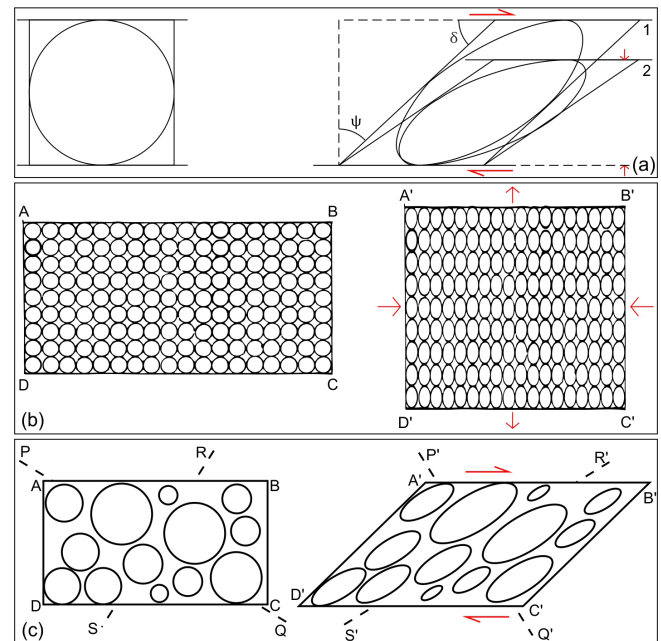 δ
1
2
ψ
(a)
A B A' B'
D C D' C'
(b)
P R P' R'
A B A' B'
D C D' C'
S Q S' Q'
(c)